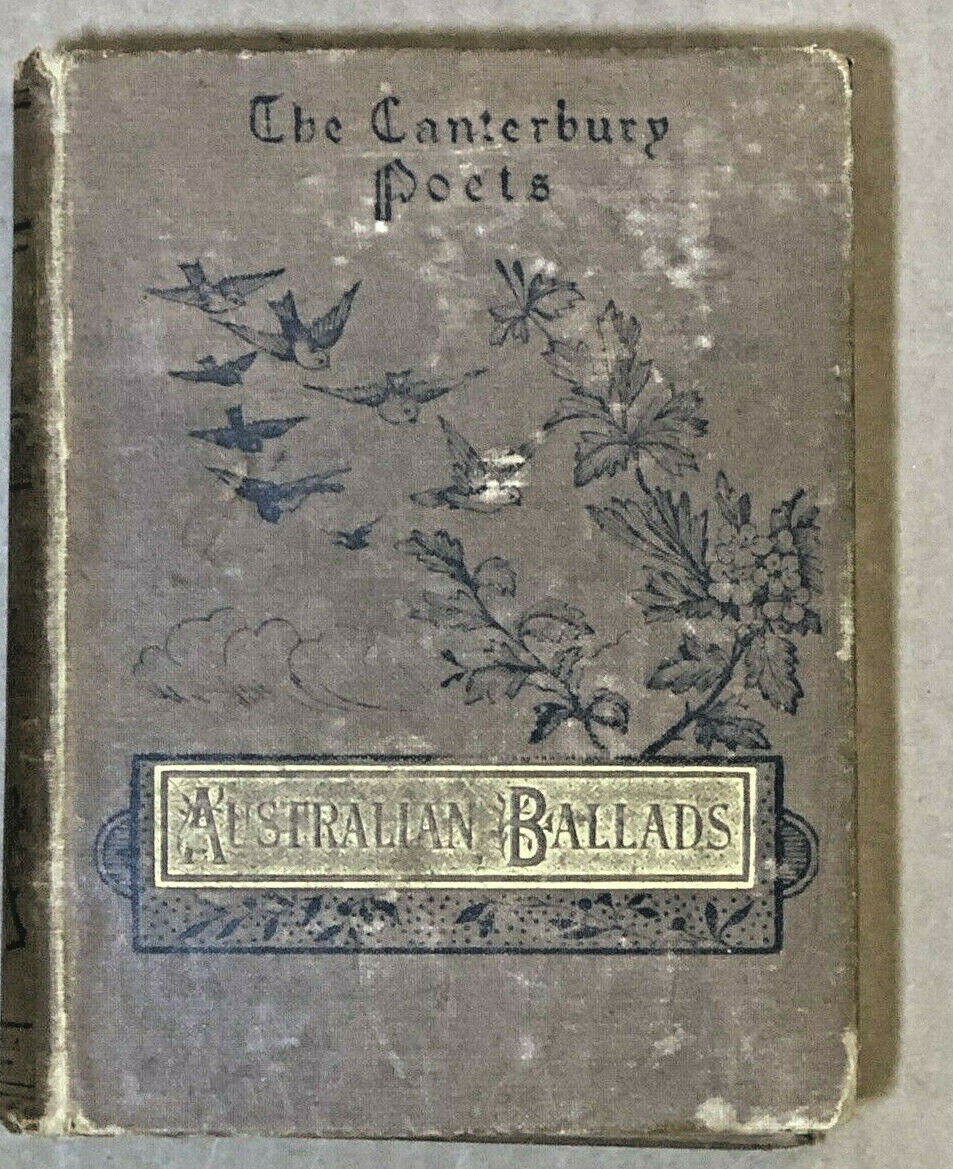 The Canterbury
Poets
AUSTRALIAN BALLADS